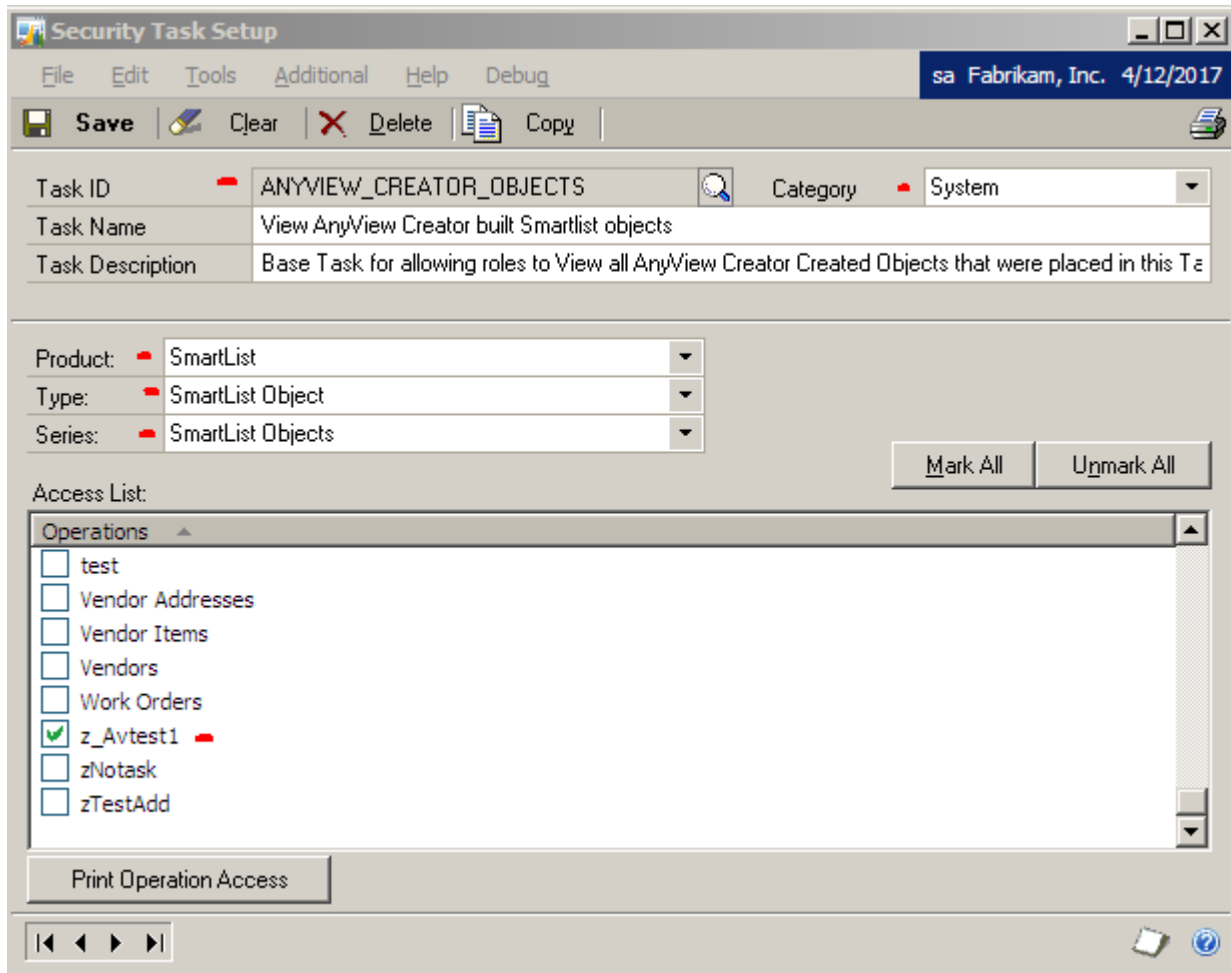 Security Task Setup
File Edit Tools Additional Help Debug sa Fabrikam, Inc. 4/12/2017
Save Clear Delete Copy
Task ID ANYVIEW_CREATOR_OBJECTS Category System
Task Name View AnyView Creator built Smartlist objects
Task Description Base Task for allowing roles to View all AnyView Creator Created Objects that were placed in this Ta
Product: SmartList
Type: SmartList Object
Series: SmartList Objects
Mark All Unmark All
Access List:
Operations
test
Vendor Addresses
Vendor Items
Vendors
Work Orders
z_Avtest1
zNotask
zTestAdd
Print Operation Access